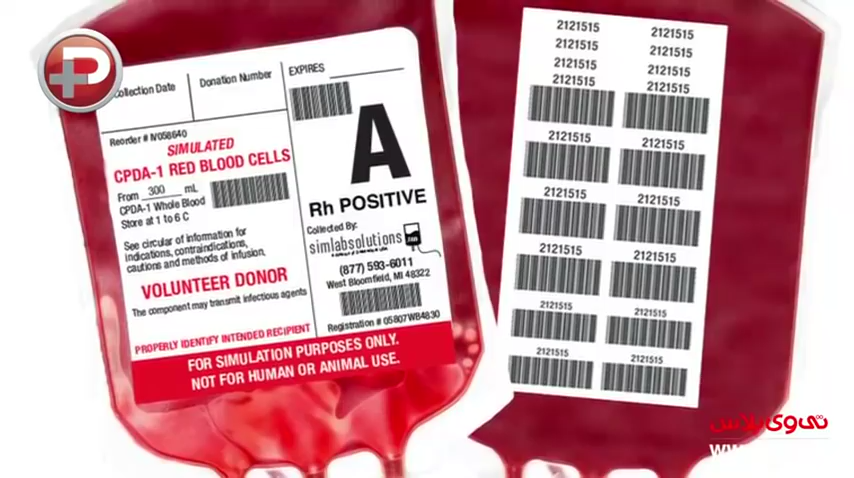 P
Collection Date
Donation Number
EXPIRES
Reorder # IV058640
SIMULATED
CPDA-1 RED BLOOD CELLS
From 300 mL
CPDA-1 Whole Blood
Store at 1 to 6 C
See circular of information for
indications, contraindications,
cautions and methods of infusion.
VOLUNTEER DONOR
The component may transmit infectious agents
PROPERLY IDENTIFY INTENDED RECIPIENT
A
Rh POSITIVE
Collected By:
simlabsolutions
(877) 593-6011
West Bloomfield, MI 48322
Registration # 05807W84830
FOR SIMULATION PURPOSES ONLY.
NOT FOR HUMAN OR ANIMAL USE.
2121515 2121515
2121515 2121515
2121515 2121515
2121515 2121515
2121515 2121515
2121515 2121515
2121515 2121515
2121515 2121515
2121515 2121515
تی‌وی‌پلاس